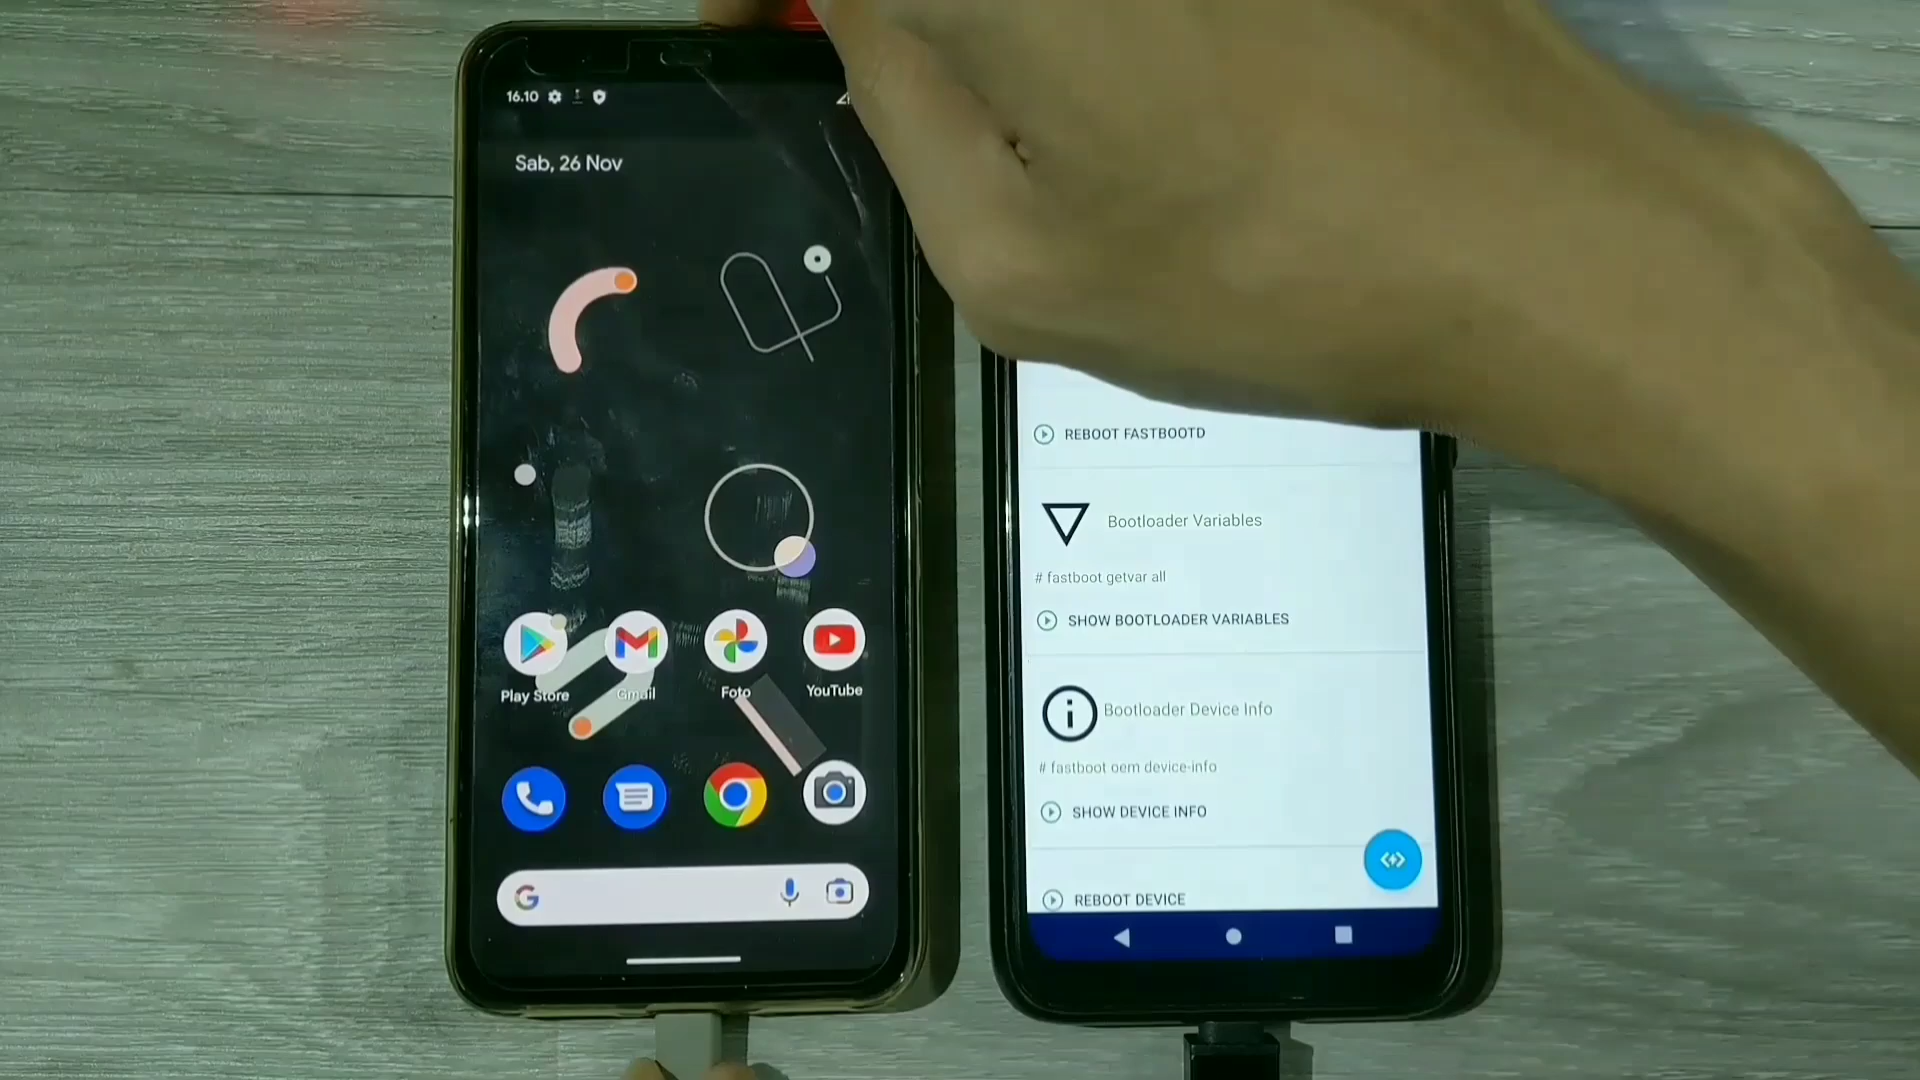 16.10
Sab, 26 Nov
Play Store
Gmail
Foto
YouTube
REBOOT FASTBOOTD
Bootloader Variables
# fastboot getvar all
SHOW BOOTLOADER VARIABLES
Bootloader Device Info
# fastboot oem device-info
SHOW DEVICE INFO
REBOOT DEVICE